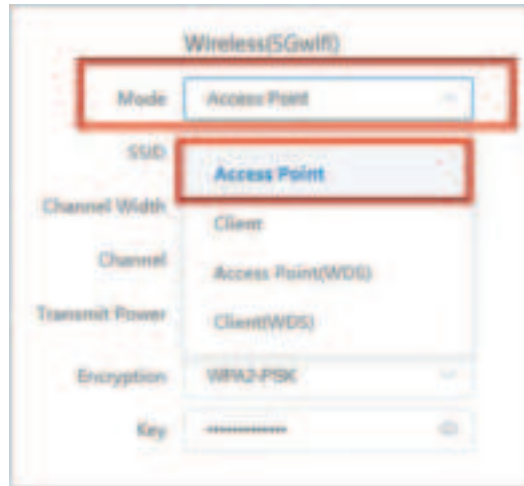 Wireless(5Gwifi)
Mode Access Point
SSID
Access Point
Channel Width
Client
Channel
Access Point(WDS)
Transmit Power
Client(WDS)
Encryption WPA2-PSK
Key ••••••••••••••